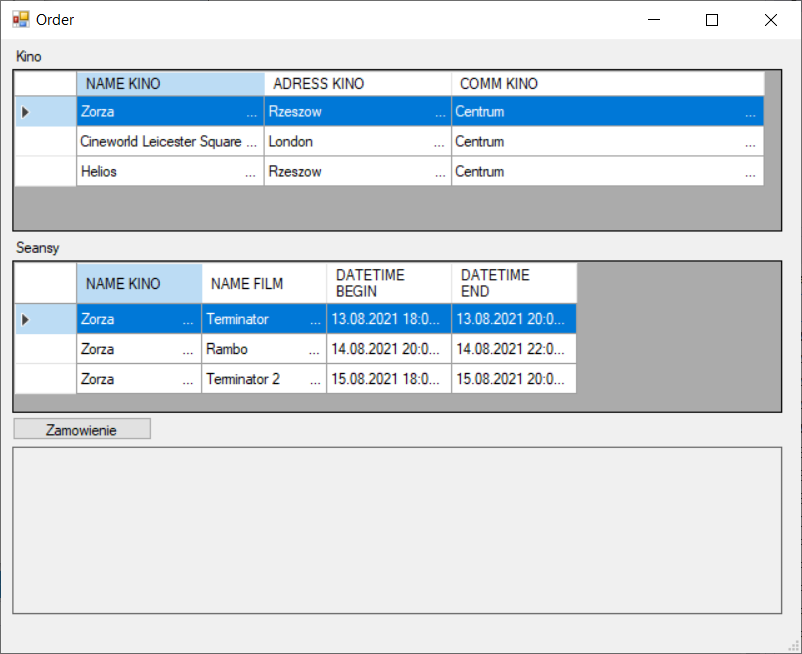 Order
Kino
NAME KINO ADRESS KINO COMM KINO
Zorza ... Rzeszow ... Centrum ...
Cineworld Leicester Square ... London ... Centrum ...
Helios ... Rzeszow ... Centrum ...
Seansy
NAME KINO NAME FILM DATETIME BEGIN DATETIME END
Zorza ... Terminator ... 13.08.2021 18:0... 13.08.2021 20:0...
Zorza ... Rambo ... 14.08.2021 20:0... 14.08.2021 22:0...
Zorza ... Terminator 2 ... 15.08.2021 18:0... 15.08.2021 20:0...
Zamowienie